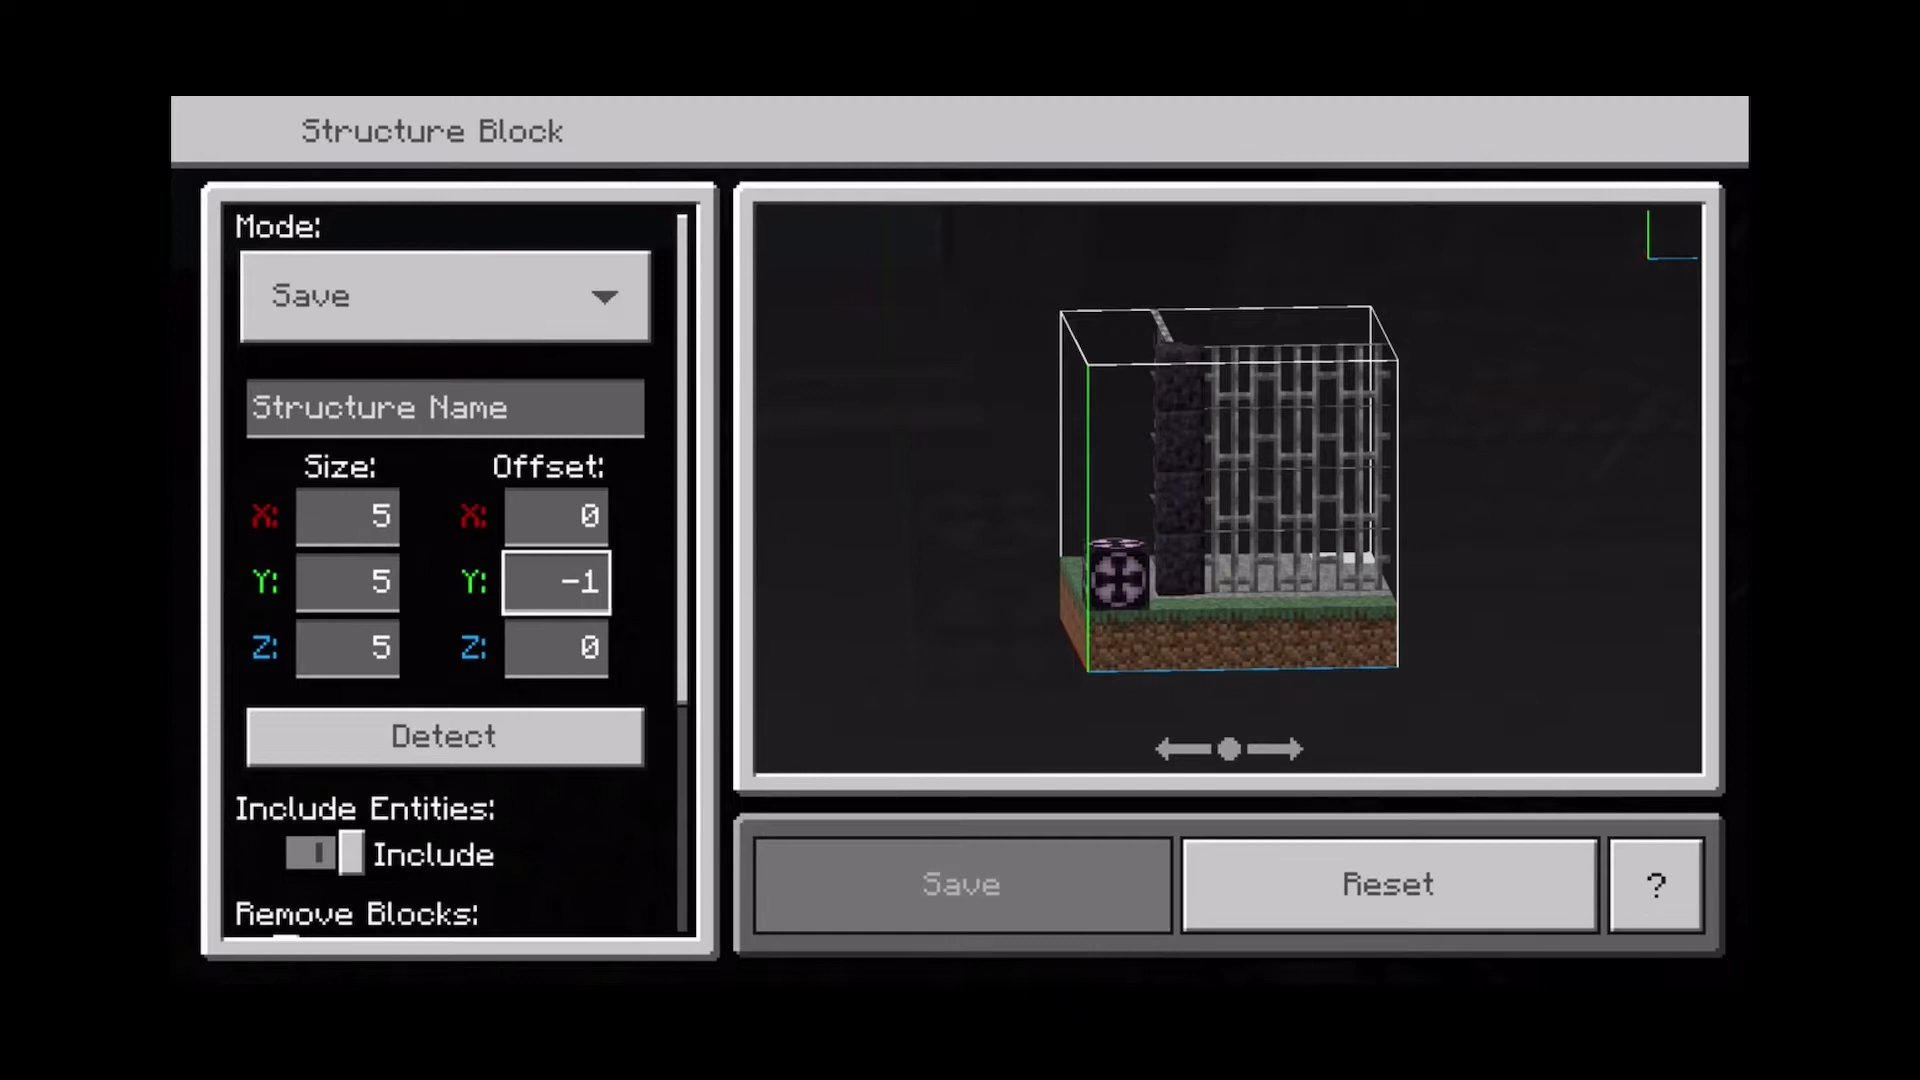 Structure Block
Mode:
Save
Structure Name
Size: Offset:
X: 5 X: 0
Y: 5 Y: -1
Z: 5 Z: 0
Detect
Include Entities:
Include
Remove Blocks:
Save Reset ?